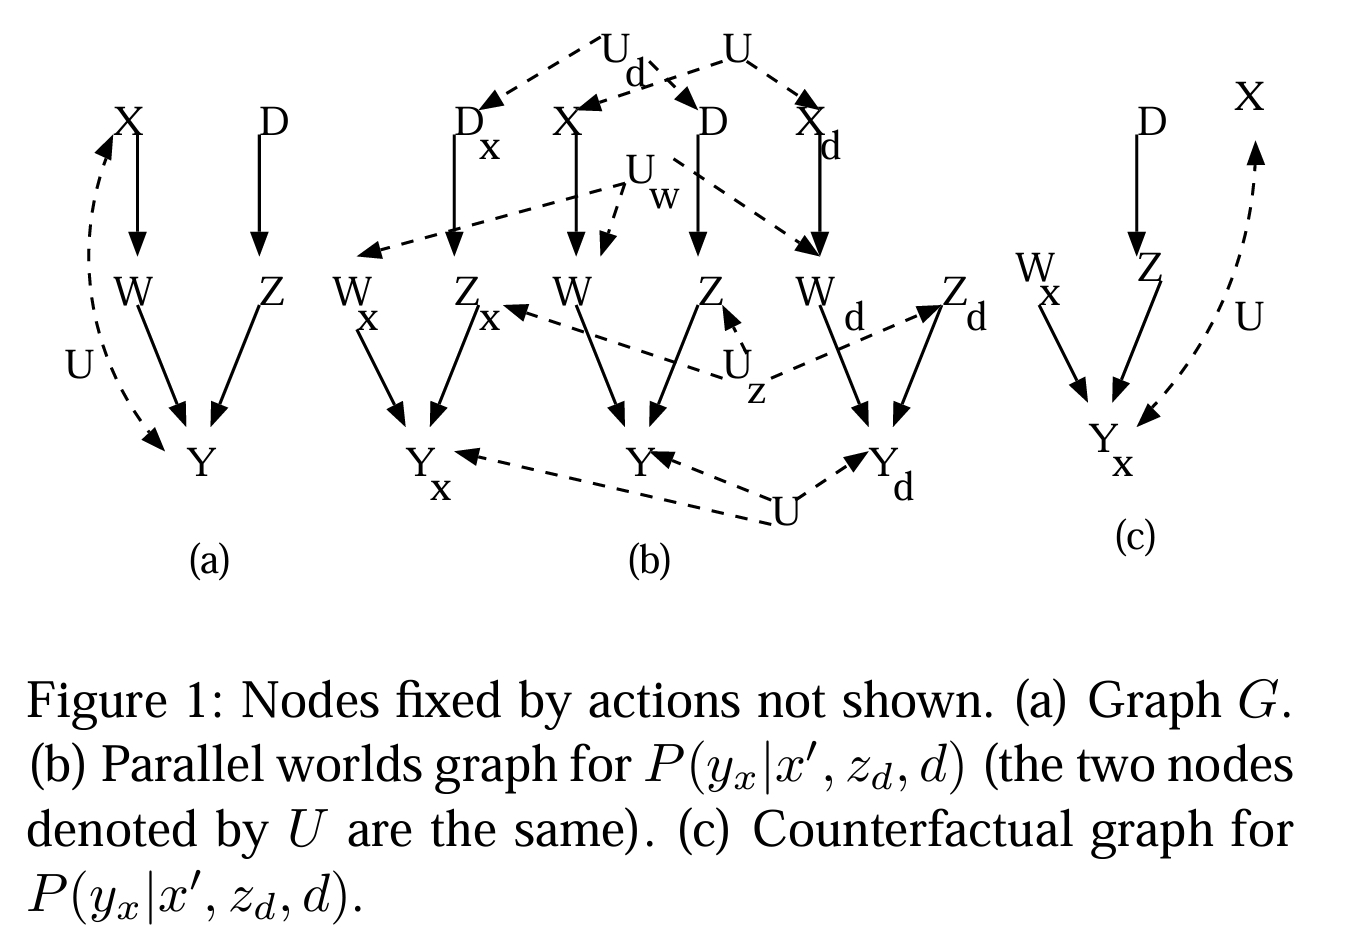 U_d U
X D D_x X D X_d D X
U_w
W Z W_x Z_x W Z W_d Z_d W_x Z
U U_z U
Y Y_x Y Y_d Y_x
U
(a) (b) (c)
Figure 1: Nodes fixed by actions not shown. (a) Graph G.
(b) Parallel worlds graph for P(y_x|x′, z_d, d) (the two nodes
denoted by U are the same). (c) Counterfactual graph for
P(y_x|x′, z_d, d).